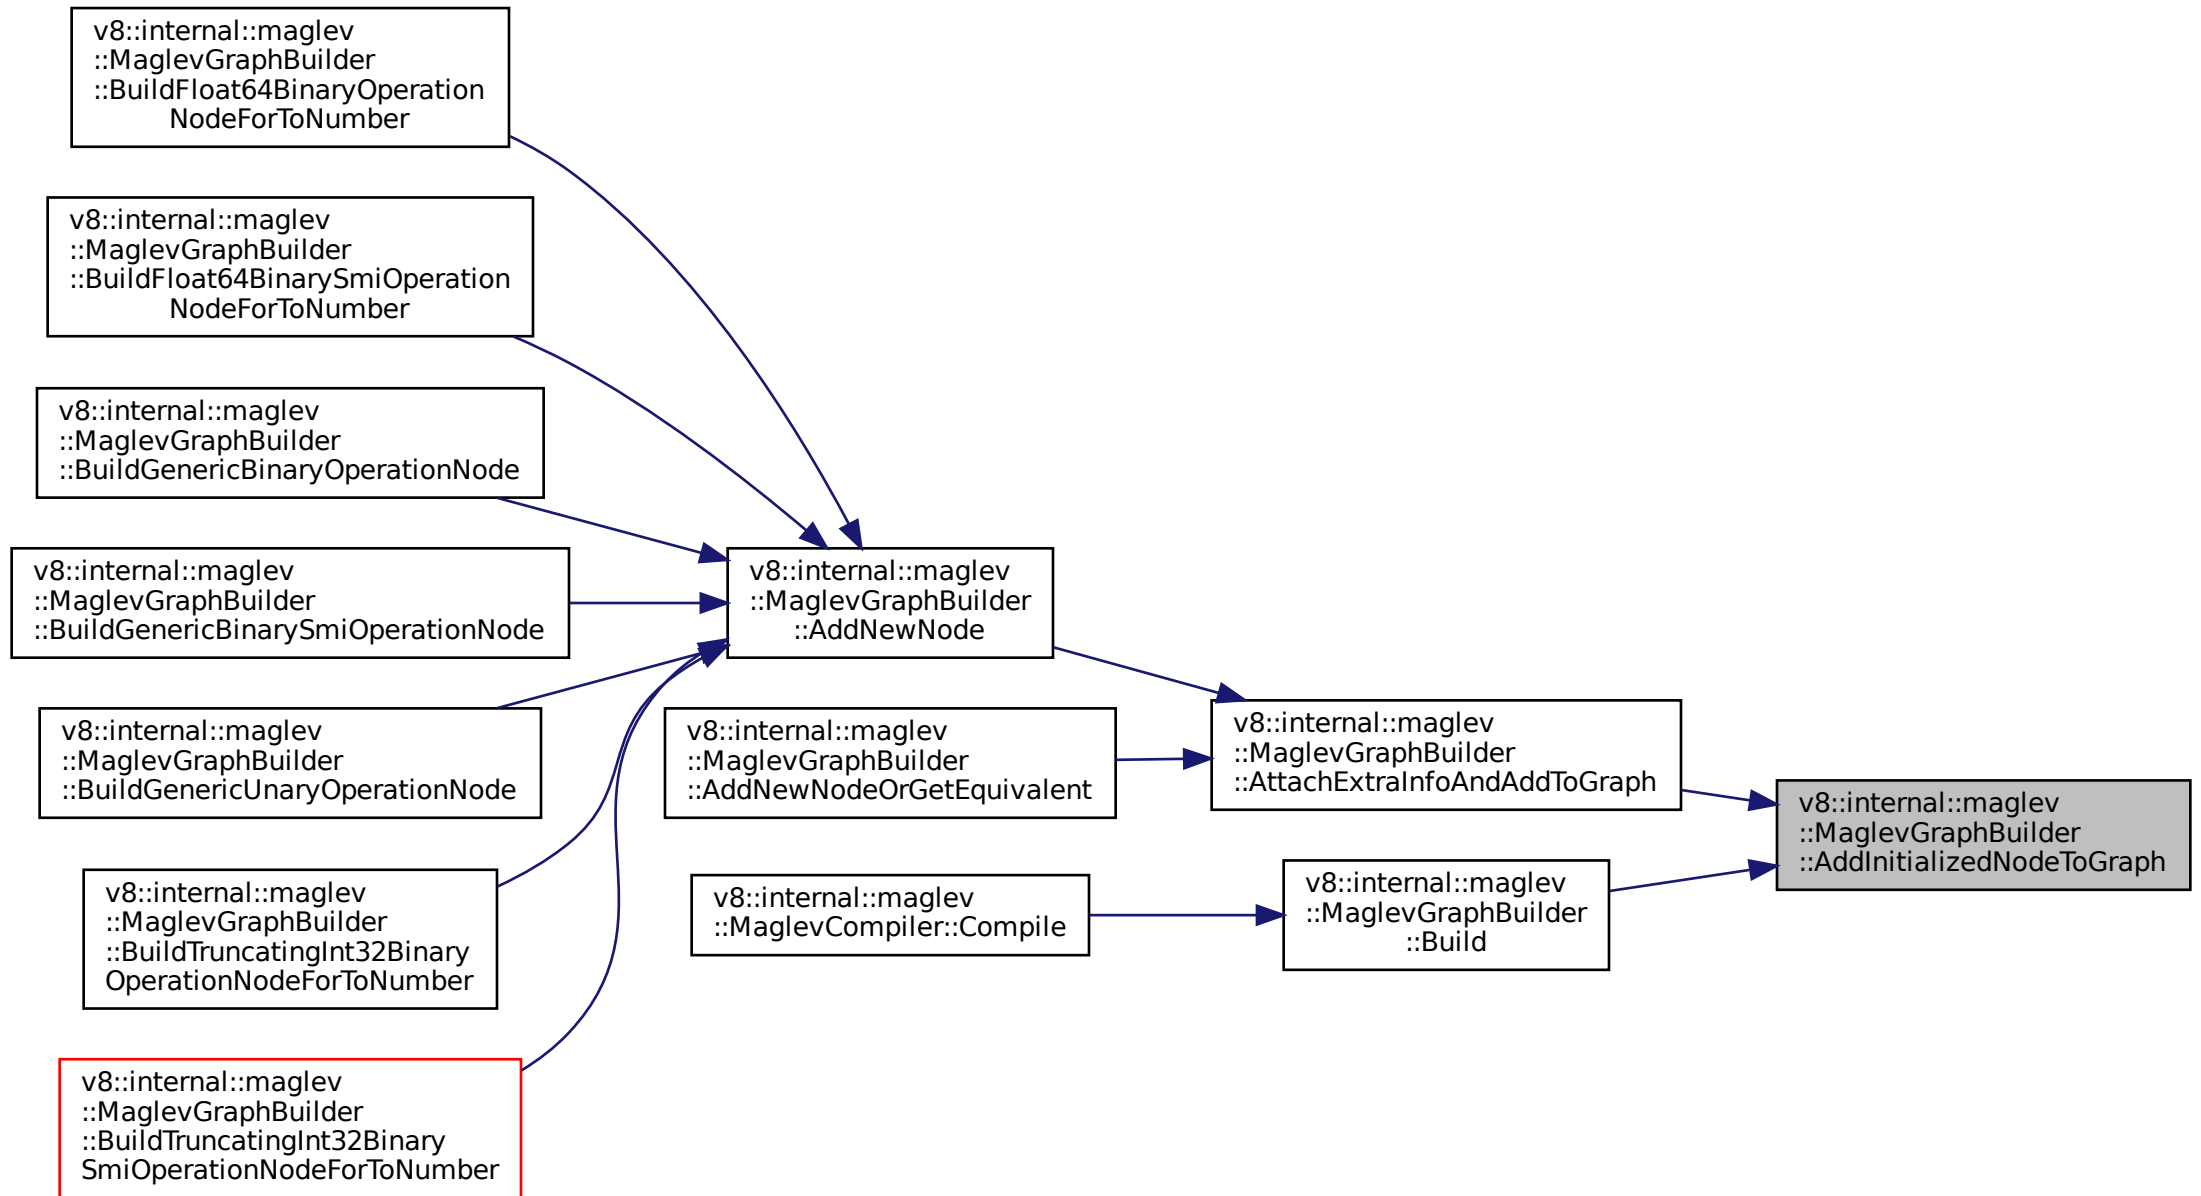 v8::internal::maglev
::MaglevGraphBuilder
::BuildFloat64BinaryOperation
NodeForToNumber
v8::internal::maglev
::MaglevGraphBuilder
::BuildFloat64BinarySmiOperation
NodeForToNumber
v8::internal::maglev
::MaglevGraphBuilder
::BuildGenericBinaryOperationNode
v8::internal::maglev
::MaglevGraphBuilder
::BuildGenericBinarySmiOperationNode
v8::internal::maglev
::MaglevGraphBuilder
::BuildGenericUnaryOperationNode
v8::internal::maglev
::MaglevGraphBuilder
::BuildTruncatingInt32Binary
OperationNodeForToNumber
v8::internal::maglev
::MaglevGraphBuilder
::BuildTruncatingInt32Binary
SmiOperationNodeForToNumber
v8::internal::maglev
::MaglevGraphBuilder
::AddNewNode
v8::internal::maglev
::MaglevGraphBuilder
::AddNewNodeOrGetEquivalent
v8::internal::maglev
::MaglevCompiler::Compile
v8::internal::maglev
::MaglevGraphBuilder
::AttachExtraInfoAndAddToGraph
v8::internal::maglev
::MaglevGraphBuilder
::Build
v8::internal::maglev
::MaglevGraphBuilder
::AddInitializedNodeToGraph